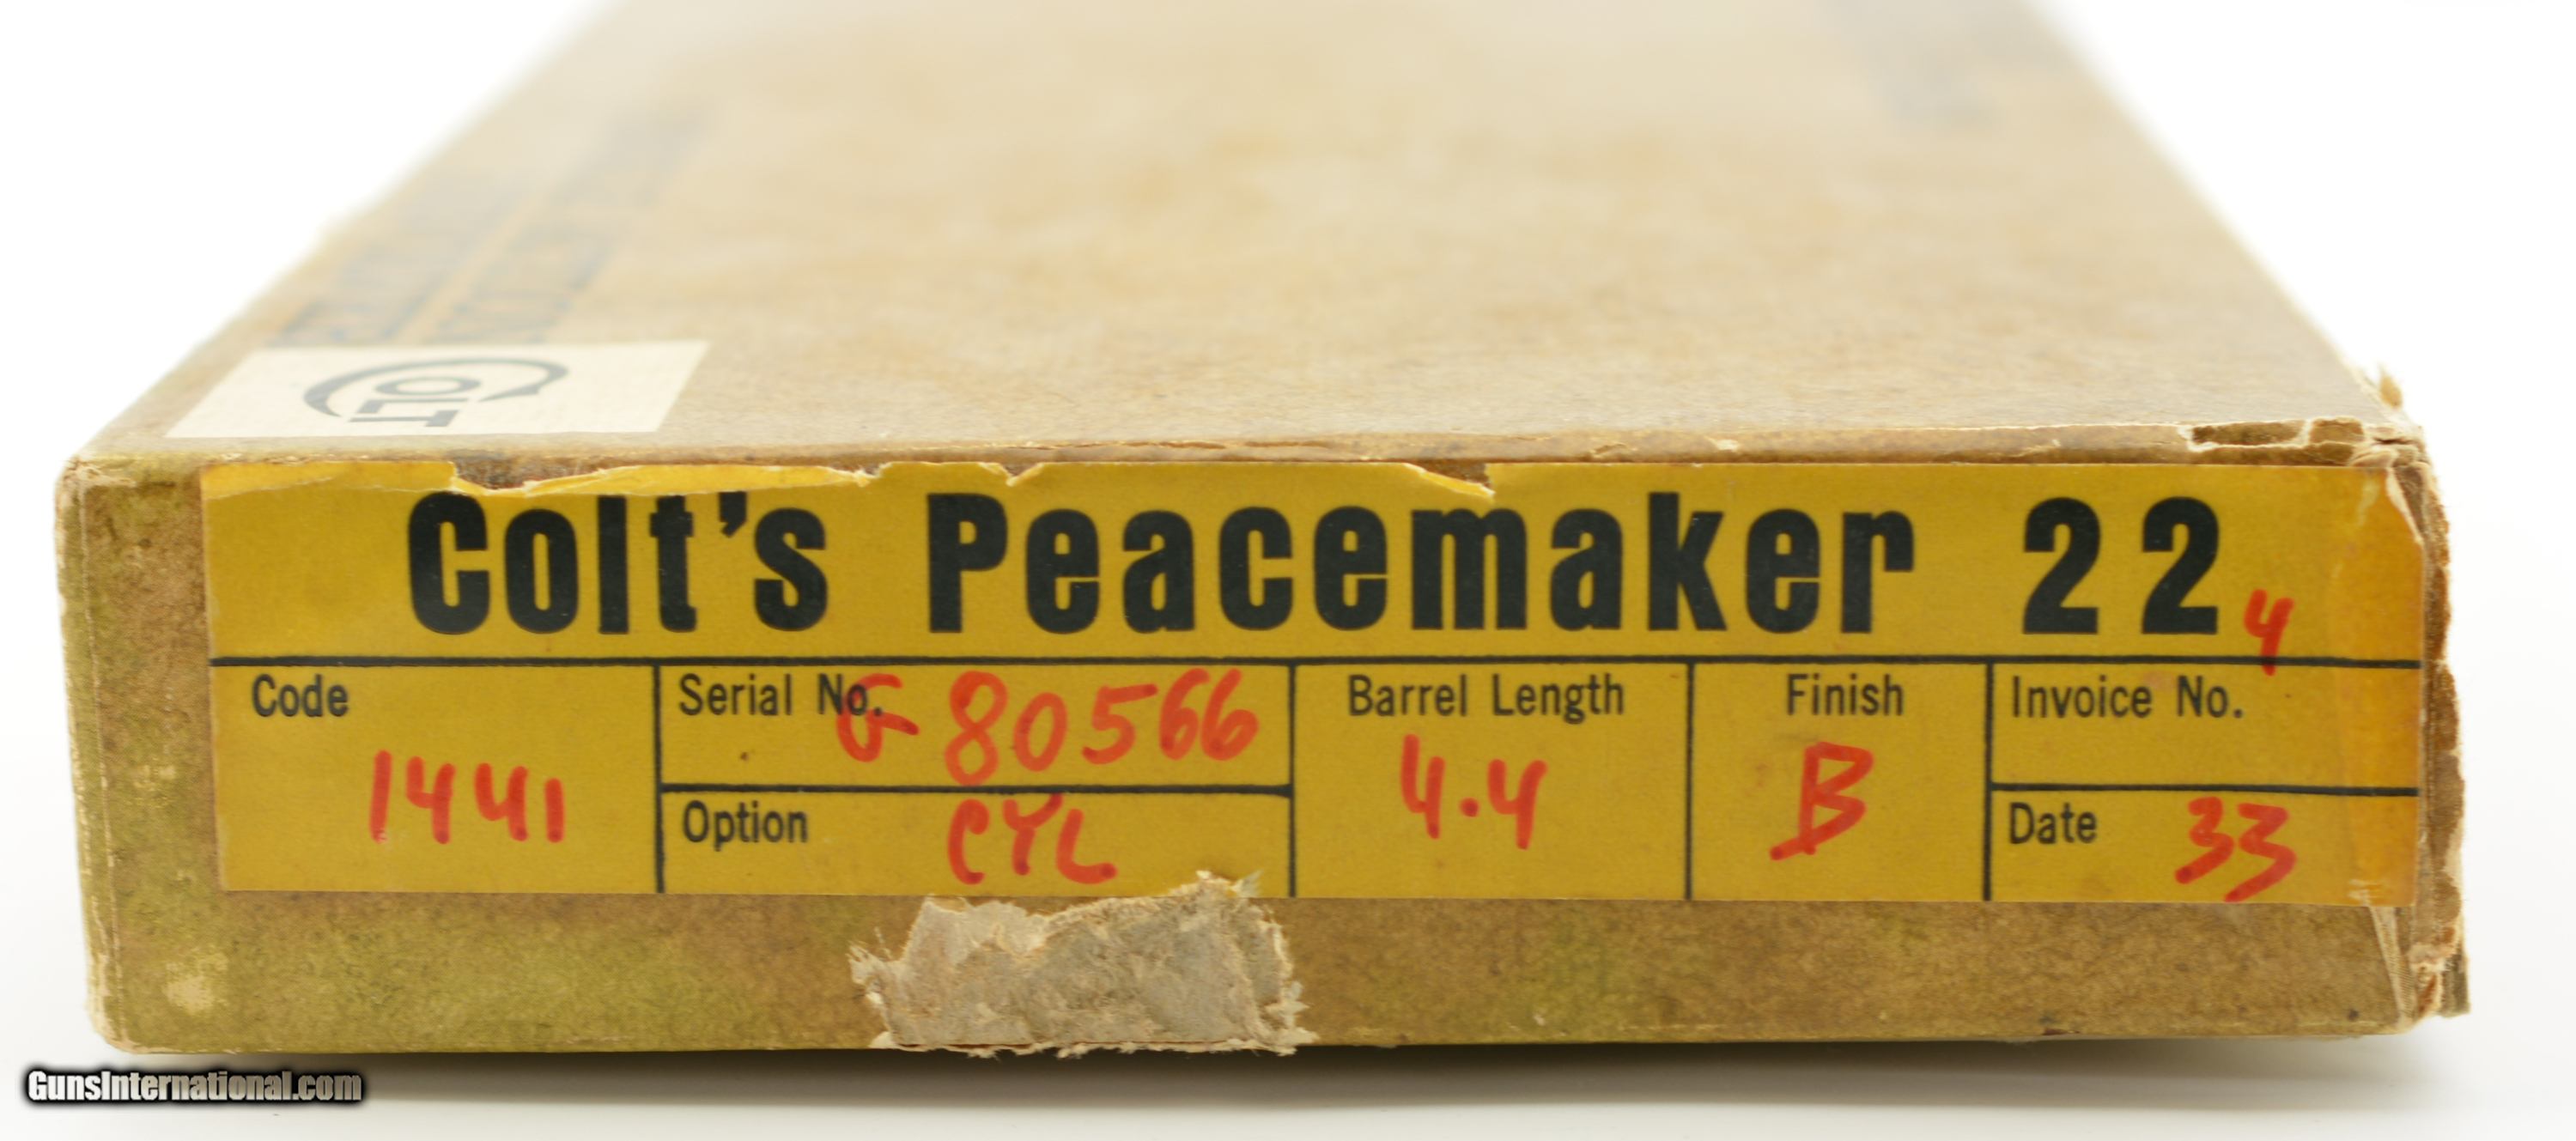 COLT
Colt's Peacemaker 22
4
Code
1441
Serial No. G80566
Option CYL
Barrel Length
4.4
Finish
B
Invoice No.
Date 33
GunsInternational.com